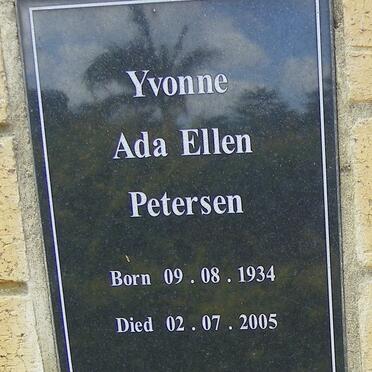 Yvonne
Ada Ellen
Petersen
Born 09 . 08 . 1934
Died 02 . 07 . 2005